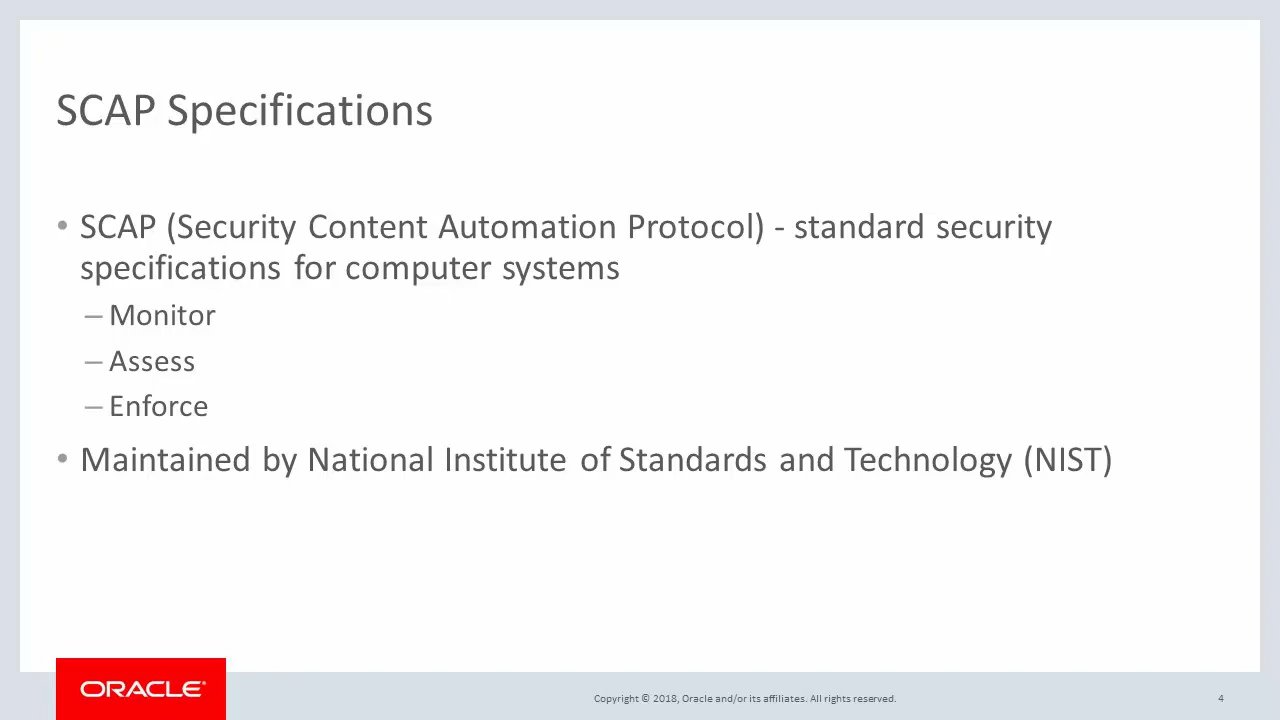 SCAP Specifications
• SCAP (Security Content Automation Protocol) - standard security
specifications for computer systems
– Monitor
– Assess
– Enforce
• Maintained by National Institute of Standards and Technology (NIST)
ORACLE®
Copyright © 2018, Oracle and/or its affiliates. All rights reserved.
4